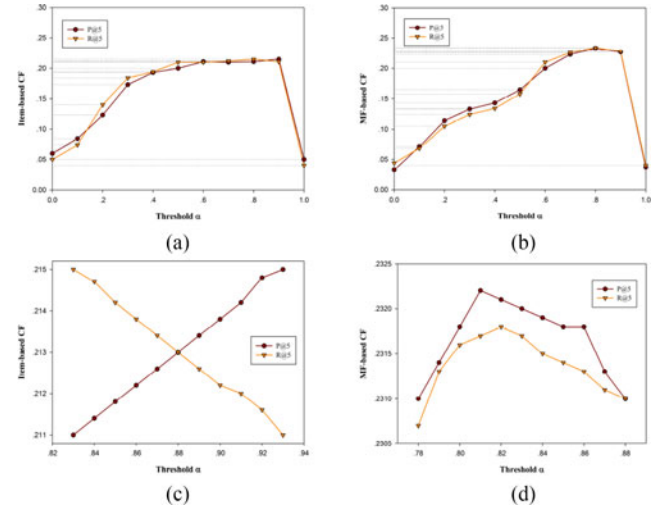 .25
.20
.15
.10
.05
0.00
Item-based CF
P@5
R@5
0.0 .2 .4 .6 .8 1.0
Threshold α
(a)
.25
.20
.15
.10
.05
0.00
MF-based CF
P@5
R@5
0.0 .2 .4 .6 .8 1.0
Threshold α
(b)
.215
.214
.213
.212
.211
Item-based CF
P@5
R@5
.82 .84 .86 .88 .90 .92 .94
Threshold α
(c)
.2325
.2320
.2315
.2310
.2305
MF-based CF
P@5
R@5
.78 .80 .82 .84 .86 .88
Threshold α
(d)